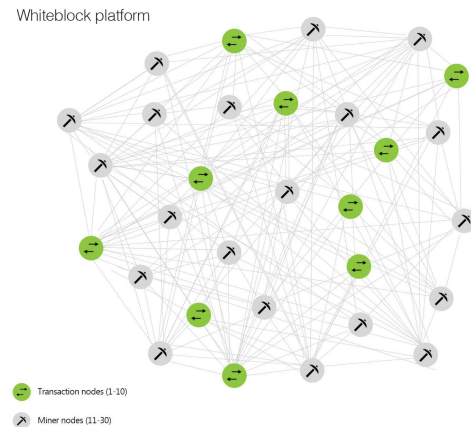 Whiteblock platform
Transaction nodes (1-10)
Miner nodes (11-30)